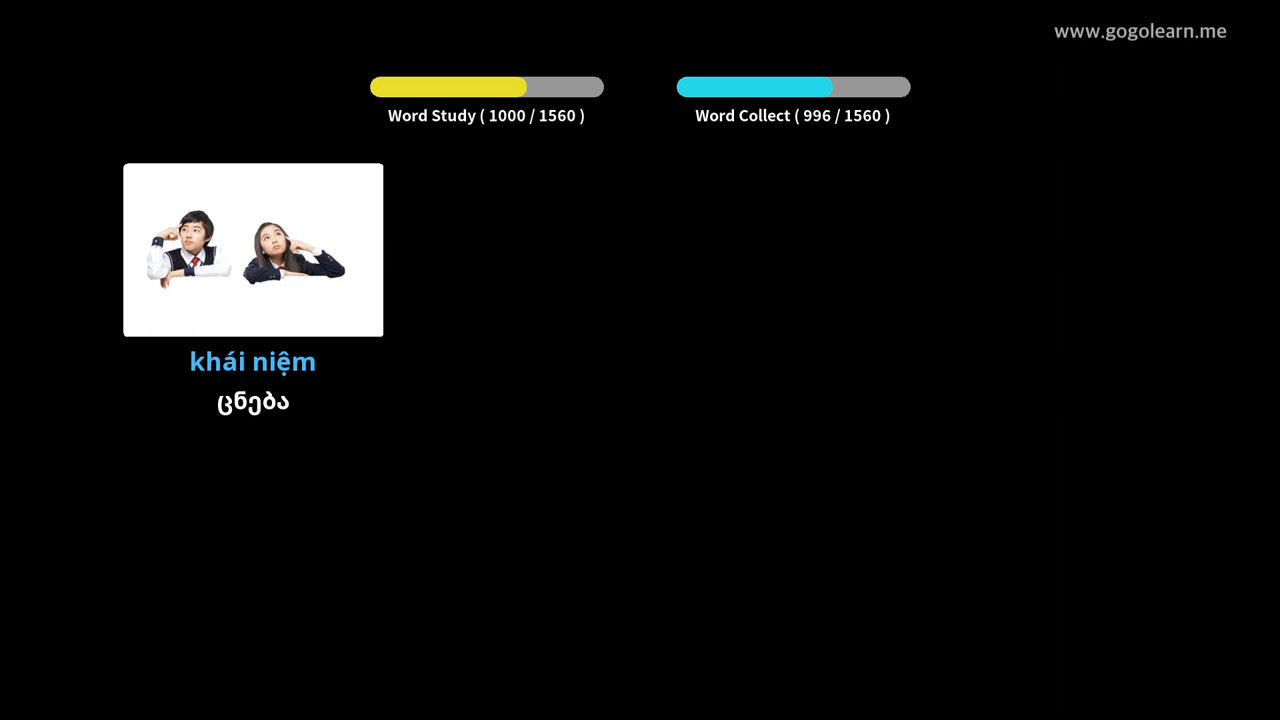 www.gogolearn.me
Word Study ( 1000 / 1560 )
Word Collect ( 996 / 1560 )
khái niệm
ცნება